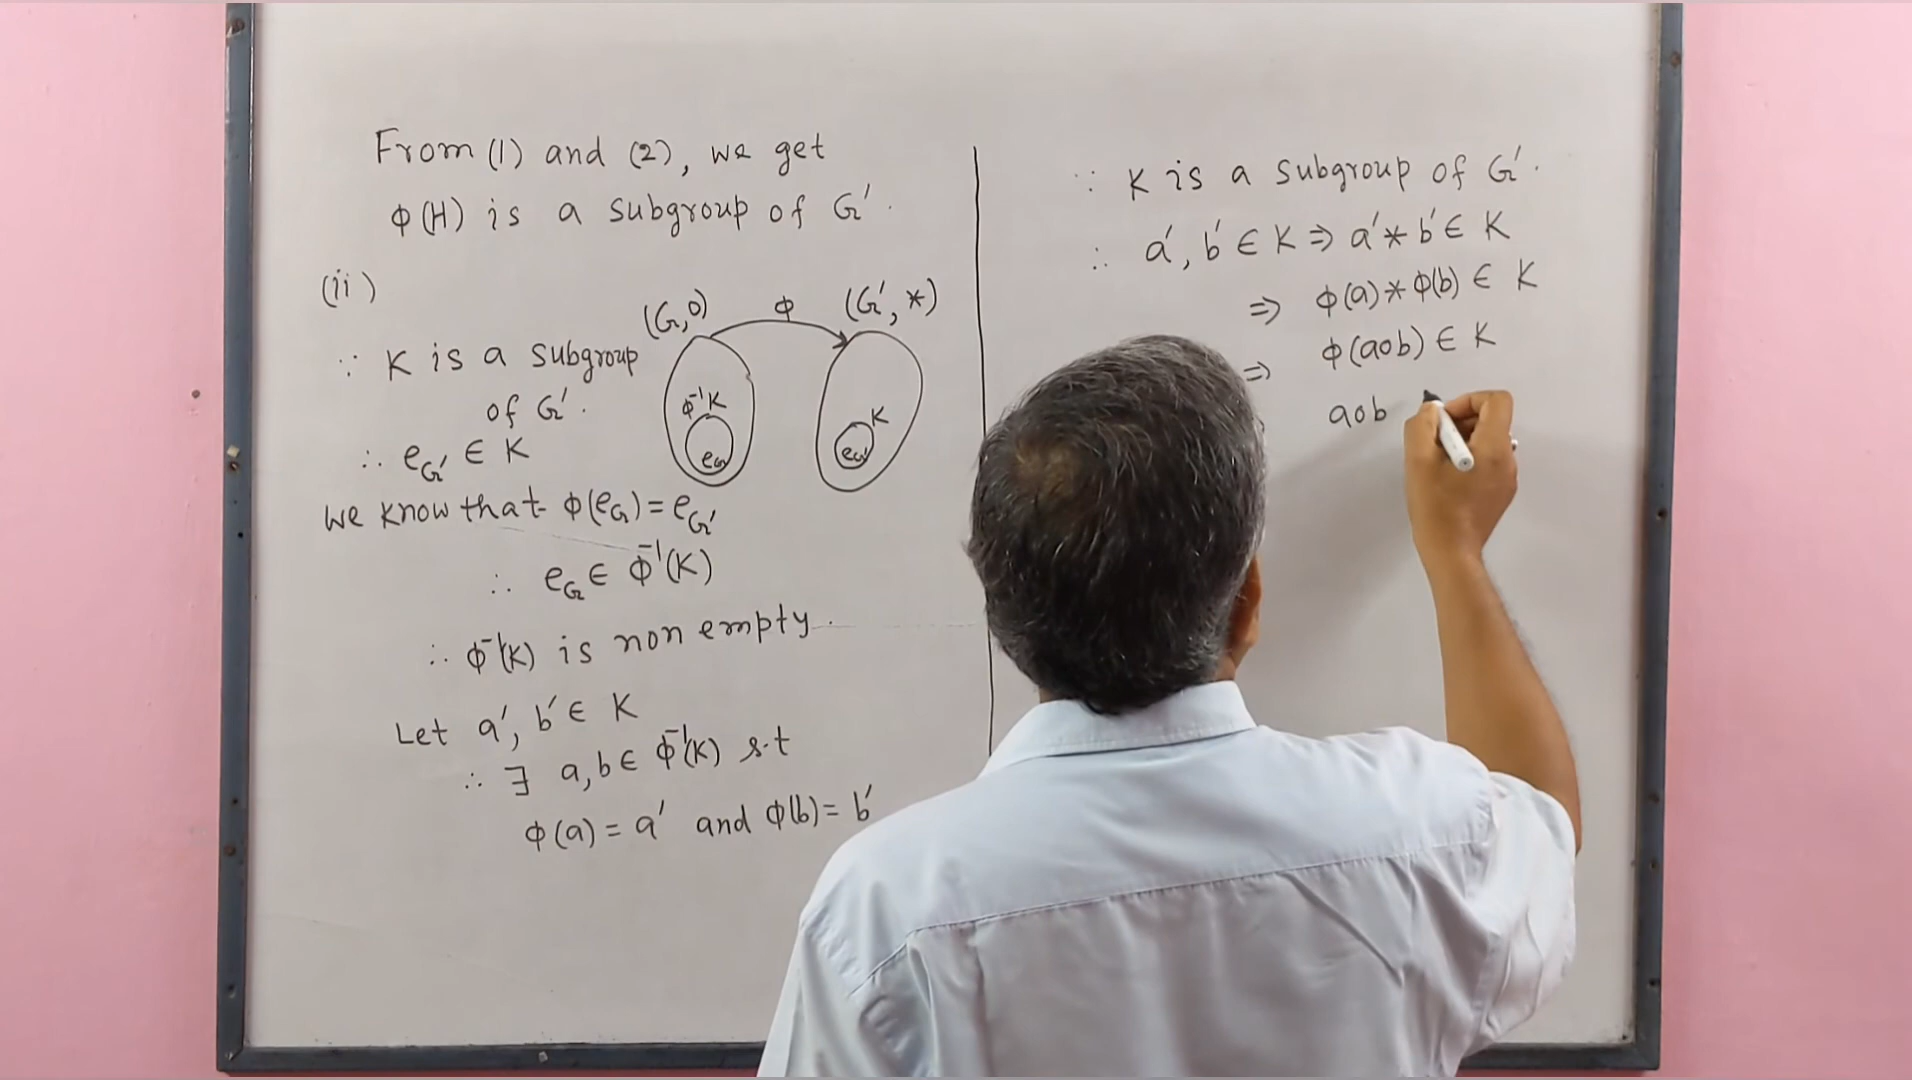 From (1) and (2), we get
Φ(H) is a subgroup of G'.
(ii)
(G,o) Φ (G',*)
∵ K is a subgroup
of G'.
Φ⁻¹K K
e_G e_G'
∴ e_G' ∈ K
we know that Φ(e_G) = e_G'
∴ e_G ∈ Φ⁻¹(K)
∴ Φ⁻¹(K) is non empty.
Let a', b' ∈ K
∴ ∃ a,b ∈ Φ⁻¹(K) s.t
Φ(a) = a' and Φ(b) = b'
∵ K is a subgroup of G'.
∴ a', b' ∈ K ⇒ a' * b' ∈ K
⇒ Φ(a) * Φ(b) ∈ K
⇒ Φ(aob) ∈ K
aob